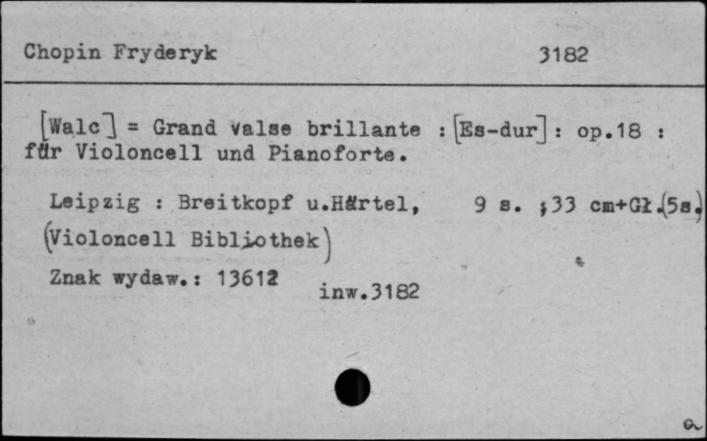 Chopin Fryderyk 3182
[Walc] = Grand valse brillante : [Es-dur] : op.18 :
für Violoncell und Pianoforte.
Leipzig : Breitkopf u.Härtel, 9 s. ;33 cm+Gł.(5s.)
(Violoncell Bibliothek)
Znak wydaw.: 13612
inw.3182